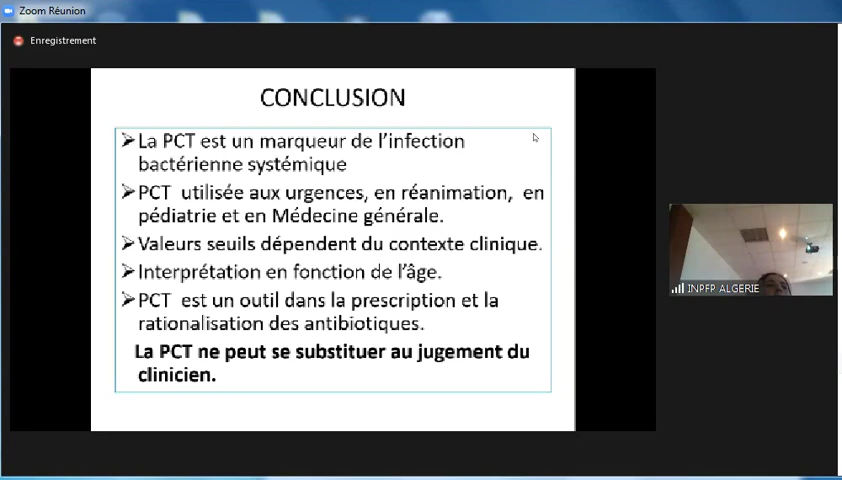 Zoom Réunion
Enregistrement
CONCLUSION
➢La PCT est un marqueur de l'infection
bactérienne systémique
➢PCT utilisée aux urgences, en réanimation, en
pédiatrie et en Médecine générale.
➢Valeurs seuils dépendent du contexte clinique.
➢Interprétation en fonction de l'âge.
➢PCT est un outil dans la prescription et la
rationalisation des antibiotiques.
La PCT ne peut se substituer au jugement du
clinicien.
INPFP ALGERIE